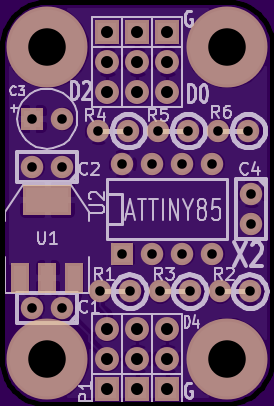 G
C3
+
D2
D0
R4 R5 R6
C2
C4
U2
ATTINY85
U1
X2
R1 R3 R2
C1
D4
P1
G